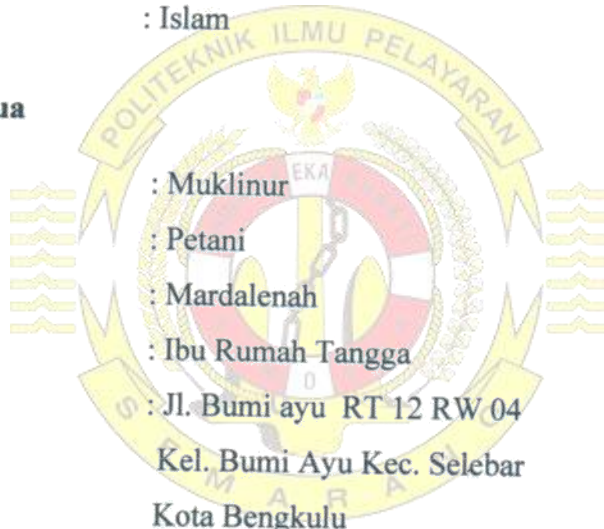 : Islam
POLITEKNIK ILMU PELAYARAN
ua
EKA
: Muklinur
: Petani
: Mardalenah
: Ibu Rumah Tangga
: Jl. Bumi ayu RT 12 RW 04
Kel. Bumi Ayu Kec. Selebar
Kota Bengkulu
SEMARANG